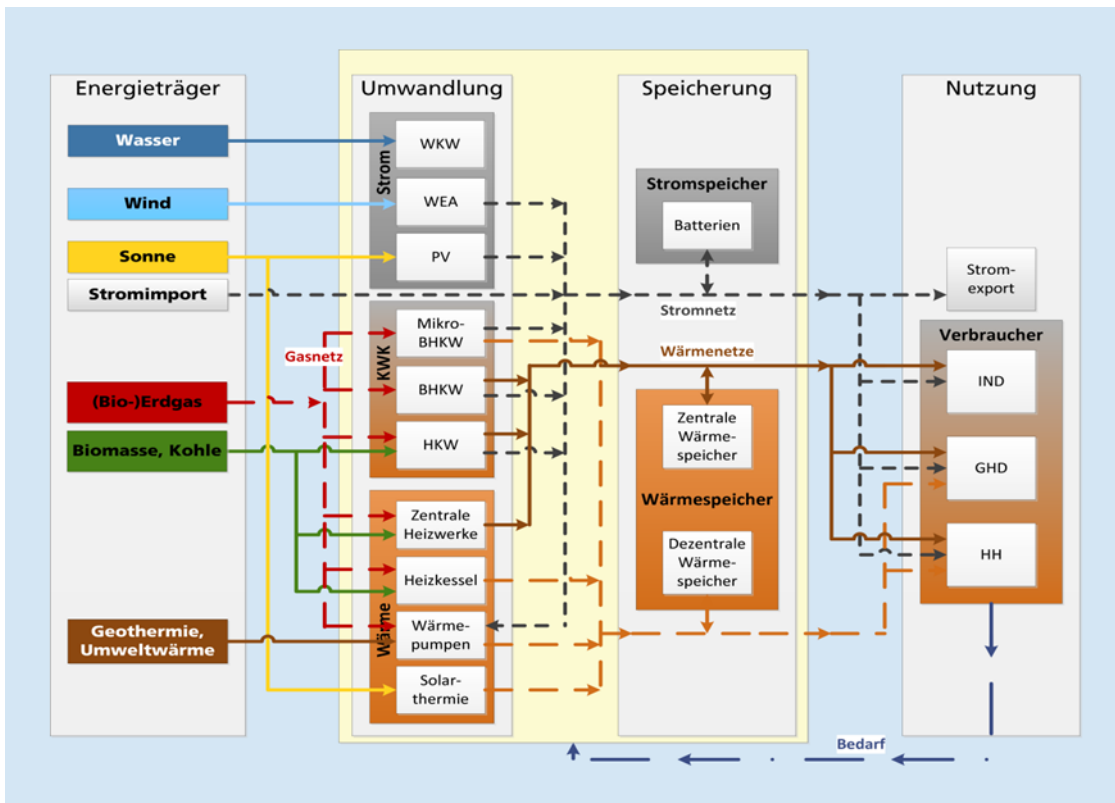 Energieträger
Umwandlung
Speicherung
Nutzung
Wasser
Wind
Sonne
Stromimport
(Bio-)Erdgas
Biomasse, Kohle
Geothermie,
Umweltwärme
Gasnetz
Strom
WKW
WEA
PV
KWK
Mikro-
BHKW
BHKW
HKW
Wärme
Zentrale
Heizwerke
Heizkessel
Wärme-
pumpen
Solar-
thermie
Stromspeicher
Batterien
Stromnetz
Wärmenetze
Zentrale
Wärme-
speicher
Wärmespeicher
Dezentrale
Wärme-
speicher
Strom-
export
Verbraucher
IND
GHD
HH
Bedarf